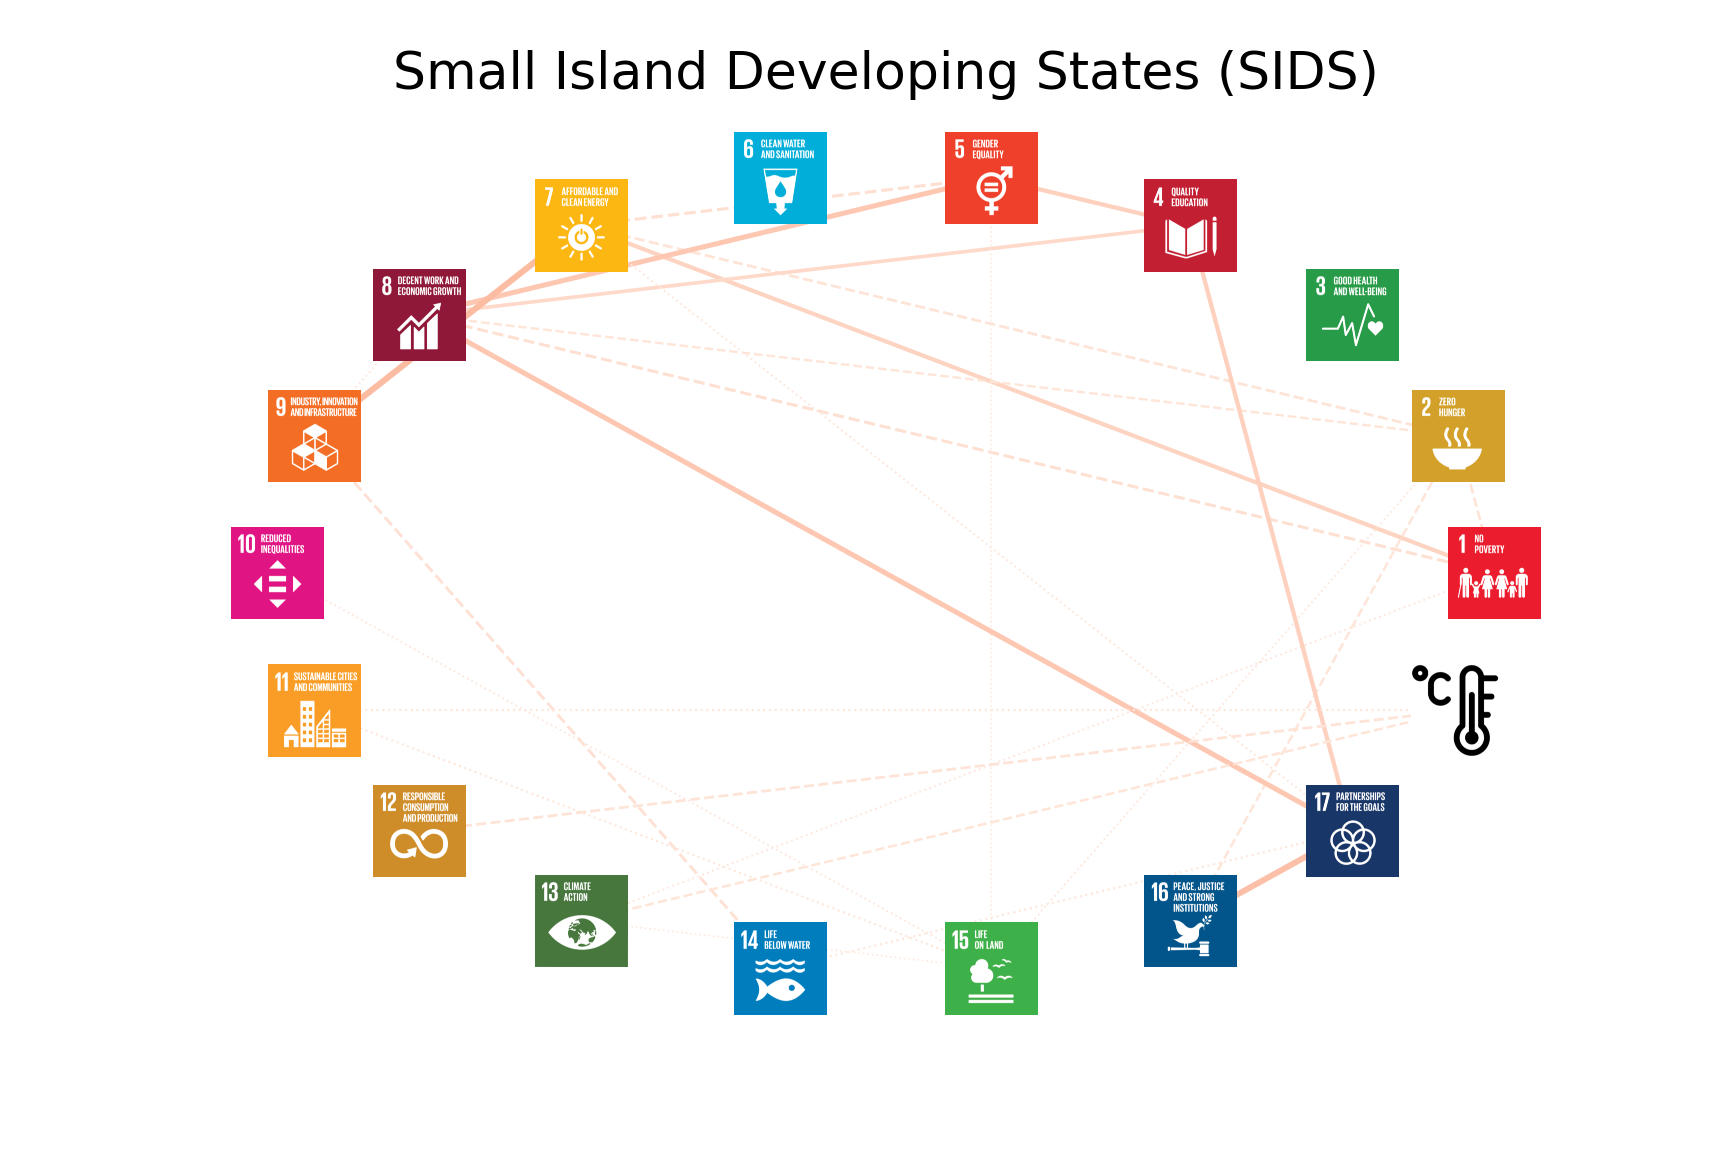 Small Island Developing States (SIDS)
6 CLEAN WATER
AND SANITATION
5 GENDER
EQUALITY
7 AFFORDABLE AND
CLEAN ENERGY
4 QUALITY
EDUCATION
8 DECENT WORK AND
ECONOMIC GROWTH
3 GOOD HEALTH
AND WELL-BEING
9 INDUSTRY, INNOVATION
AND INFRASTRUCTURE
2 ZERO
HUNGER
10 REDUCED
INEQUALITIES
1 NO
POVERTY
11 SUSTAINABLE CITIES
AND COMMUNITIES
°C
12 RESPONSIBLE
CONSUMPTION
AND PRODUCTION
17 PARTNERSHIPS
FOR THE GOALS
13 CLIMATE
ACTION
16 PEACE, JUSTICE
AND STRONG
INSTITUTIONS
14 LIFE
BELOW WATER
15 LIFE
ON LAND